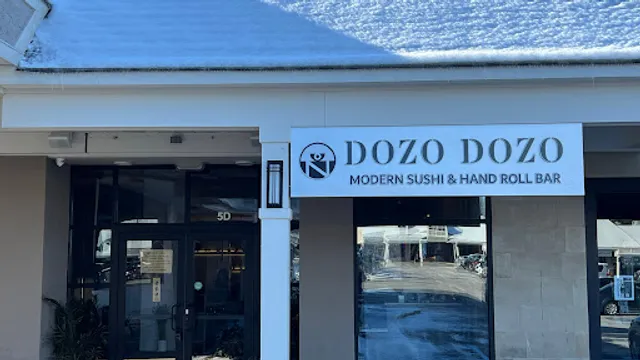 DOZO DOZO
MODERN SUSHI & HAND ROLL BAR
5D